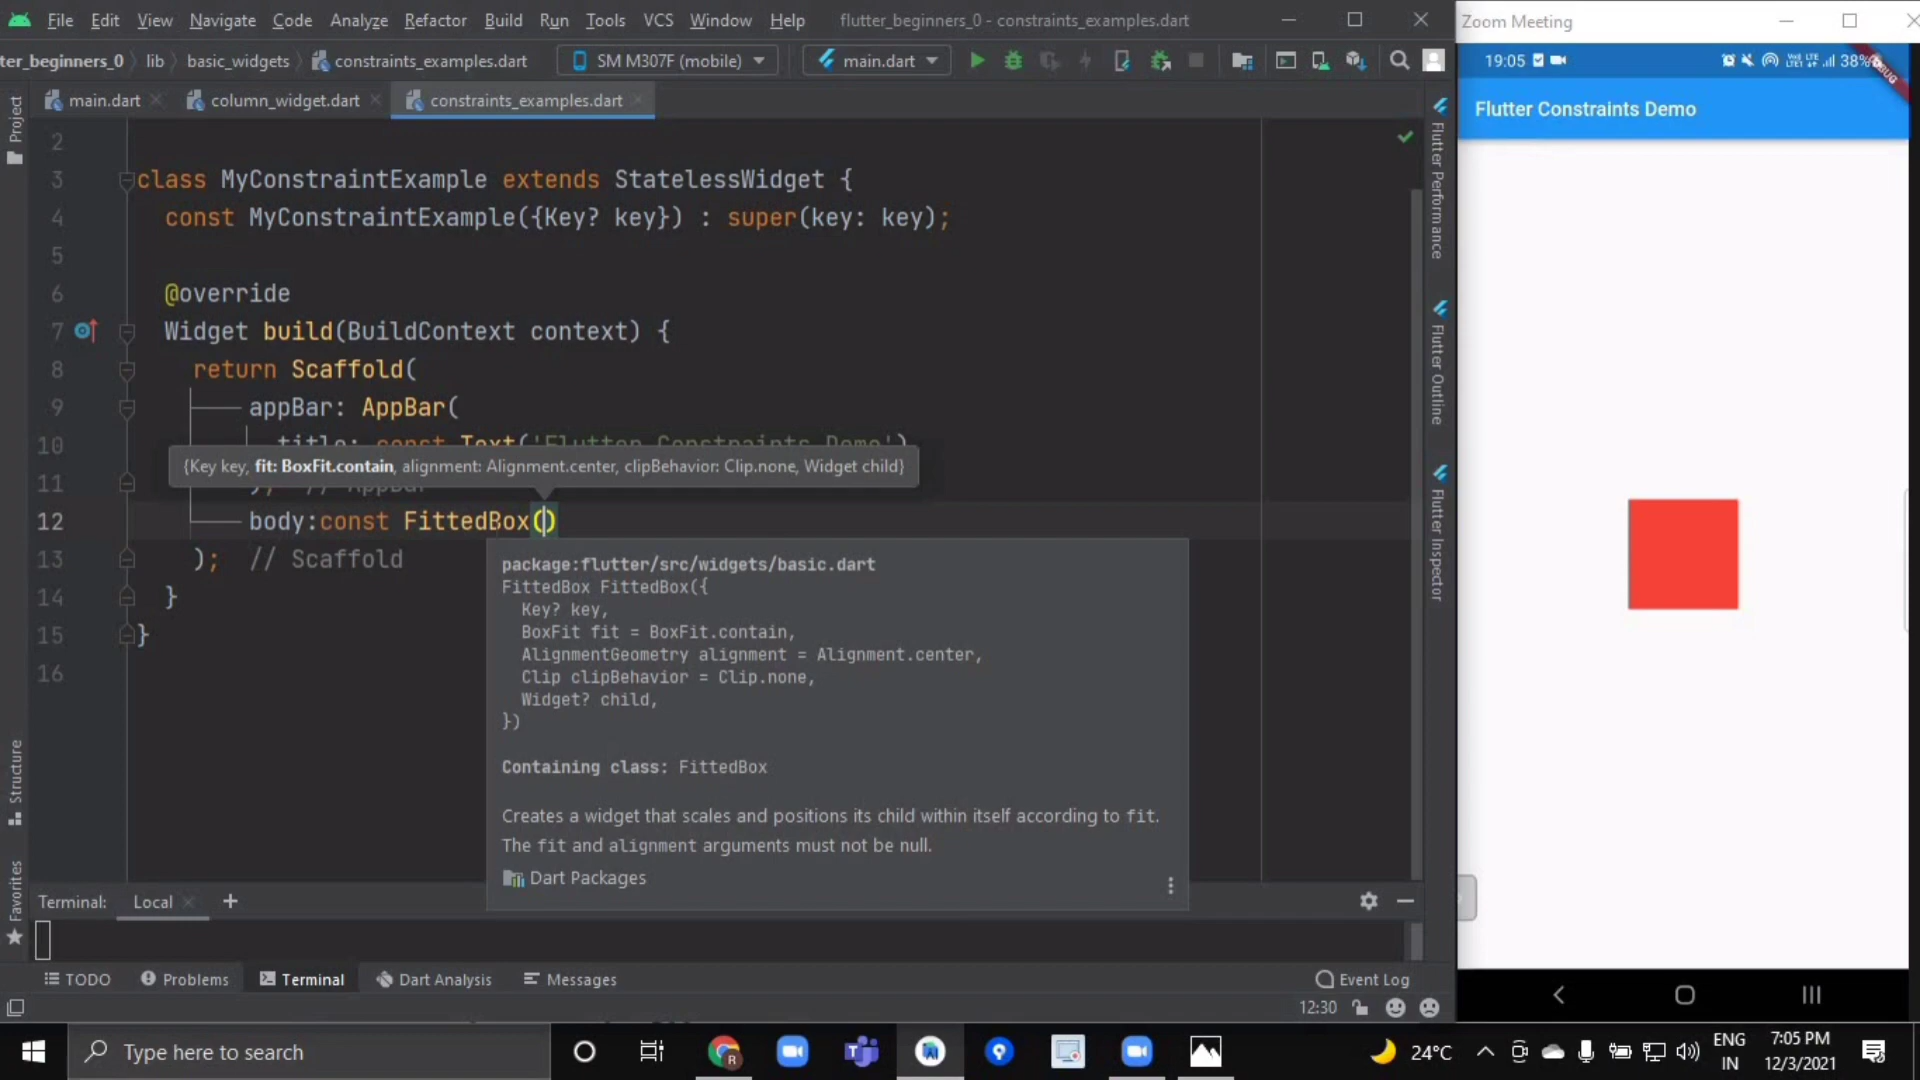 File Edit View Navigate Code Analyze Refactor Build Run Tools VCS Window Help flutter_beginners_0 - constraints_examples.dart
ter_beginners_0 lib basic_widgets constraints_examples.dart SM M307F (mobile) main.dart
main.dart column_widget.dart constraints_examples.dart
2
3 class MyConstraintExample extends StatelessWidget {
4 const MyConstraintExample({Key? key}) : super(key: key);
5
6 @override
7 Widget build(BuildContext context) {
8 return Scaffold(
9 appBar: AppBar(
10 title: const Text('Flutter Constraints Demo')
{Key key, fit: BoxFit.contain, alignment: Alignment.center, clipBehavior: Clip.none, Widget child}
11 ), // AppBar
12 body:const FittedBox()
13 ); // Scaffold
14 }
15 }
16
package:flutter/src/widgets/basic.dart
FittedBox FittedBox({
Key? key,
BoxFit fit = BoxFit.contain,
AlignmentGeometry alignment = Alignment.center,
Clip clipBehavior = Clip.none,
Widget? child,
})
Containing class: FittedBox
Creates a widget that scales and positions its child within itself according to fit.
The fit and alignment arguments must not be null.
Dart Packages
Project
Structure
Favorites
Flutter Performance
Flutter Outline
Flutter Inspector
Terminal: Local +
TODO Problems Terminal Dart Analysis Messages Event Log
12:30
Zoom Meeting
19:05 38%
DEBUG
Flutter Constraints Demo
Type here to search
24°C
ENG
IN
7:05 PM
12/3/2021